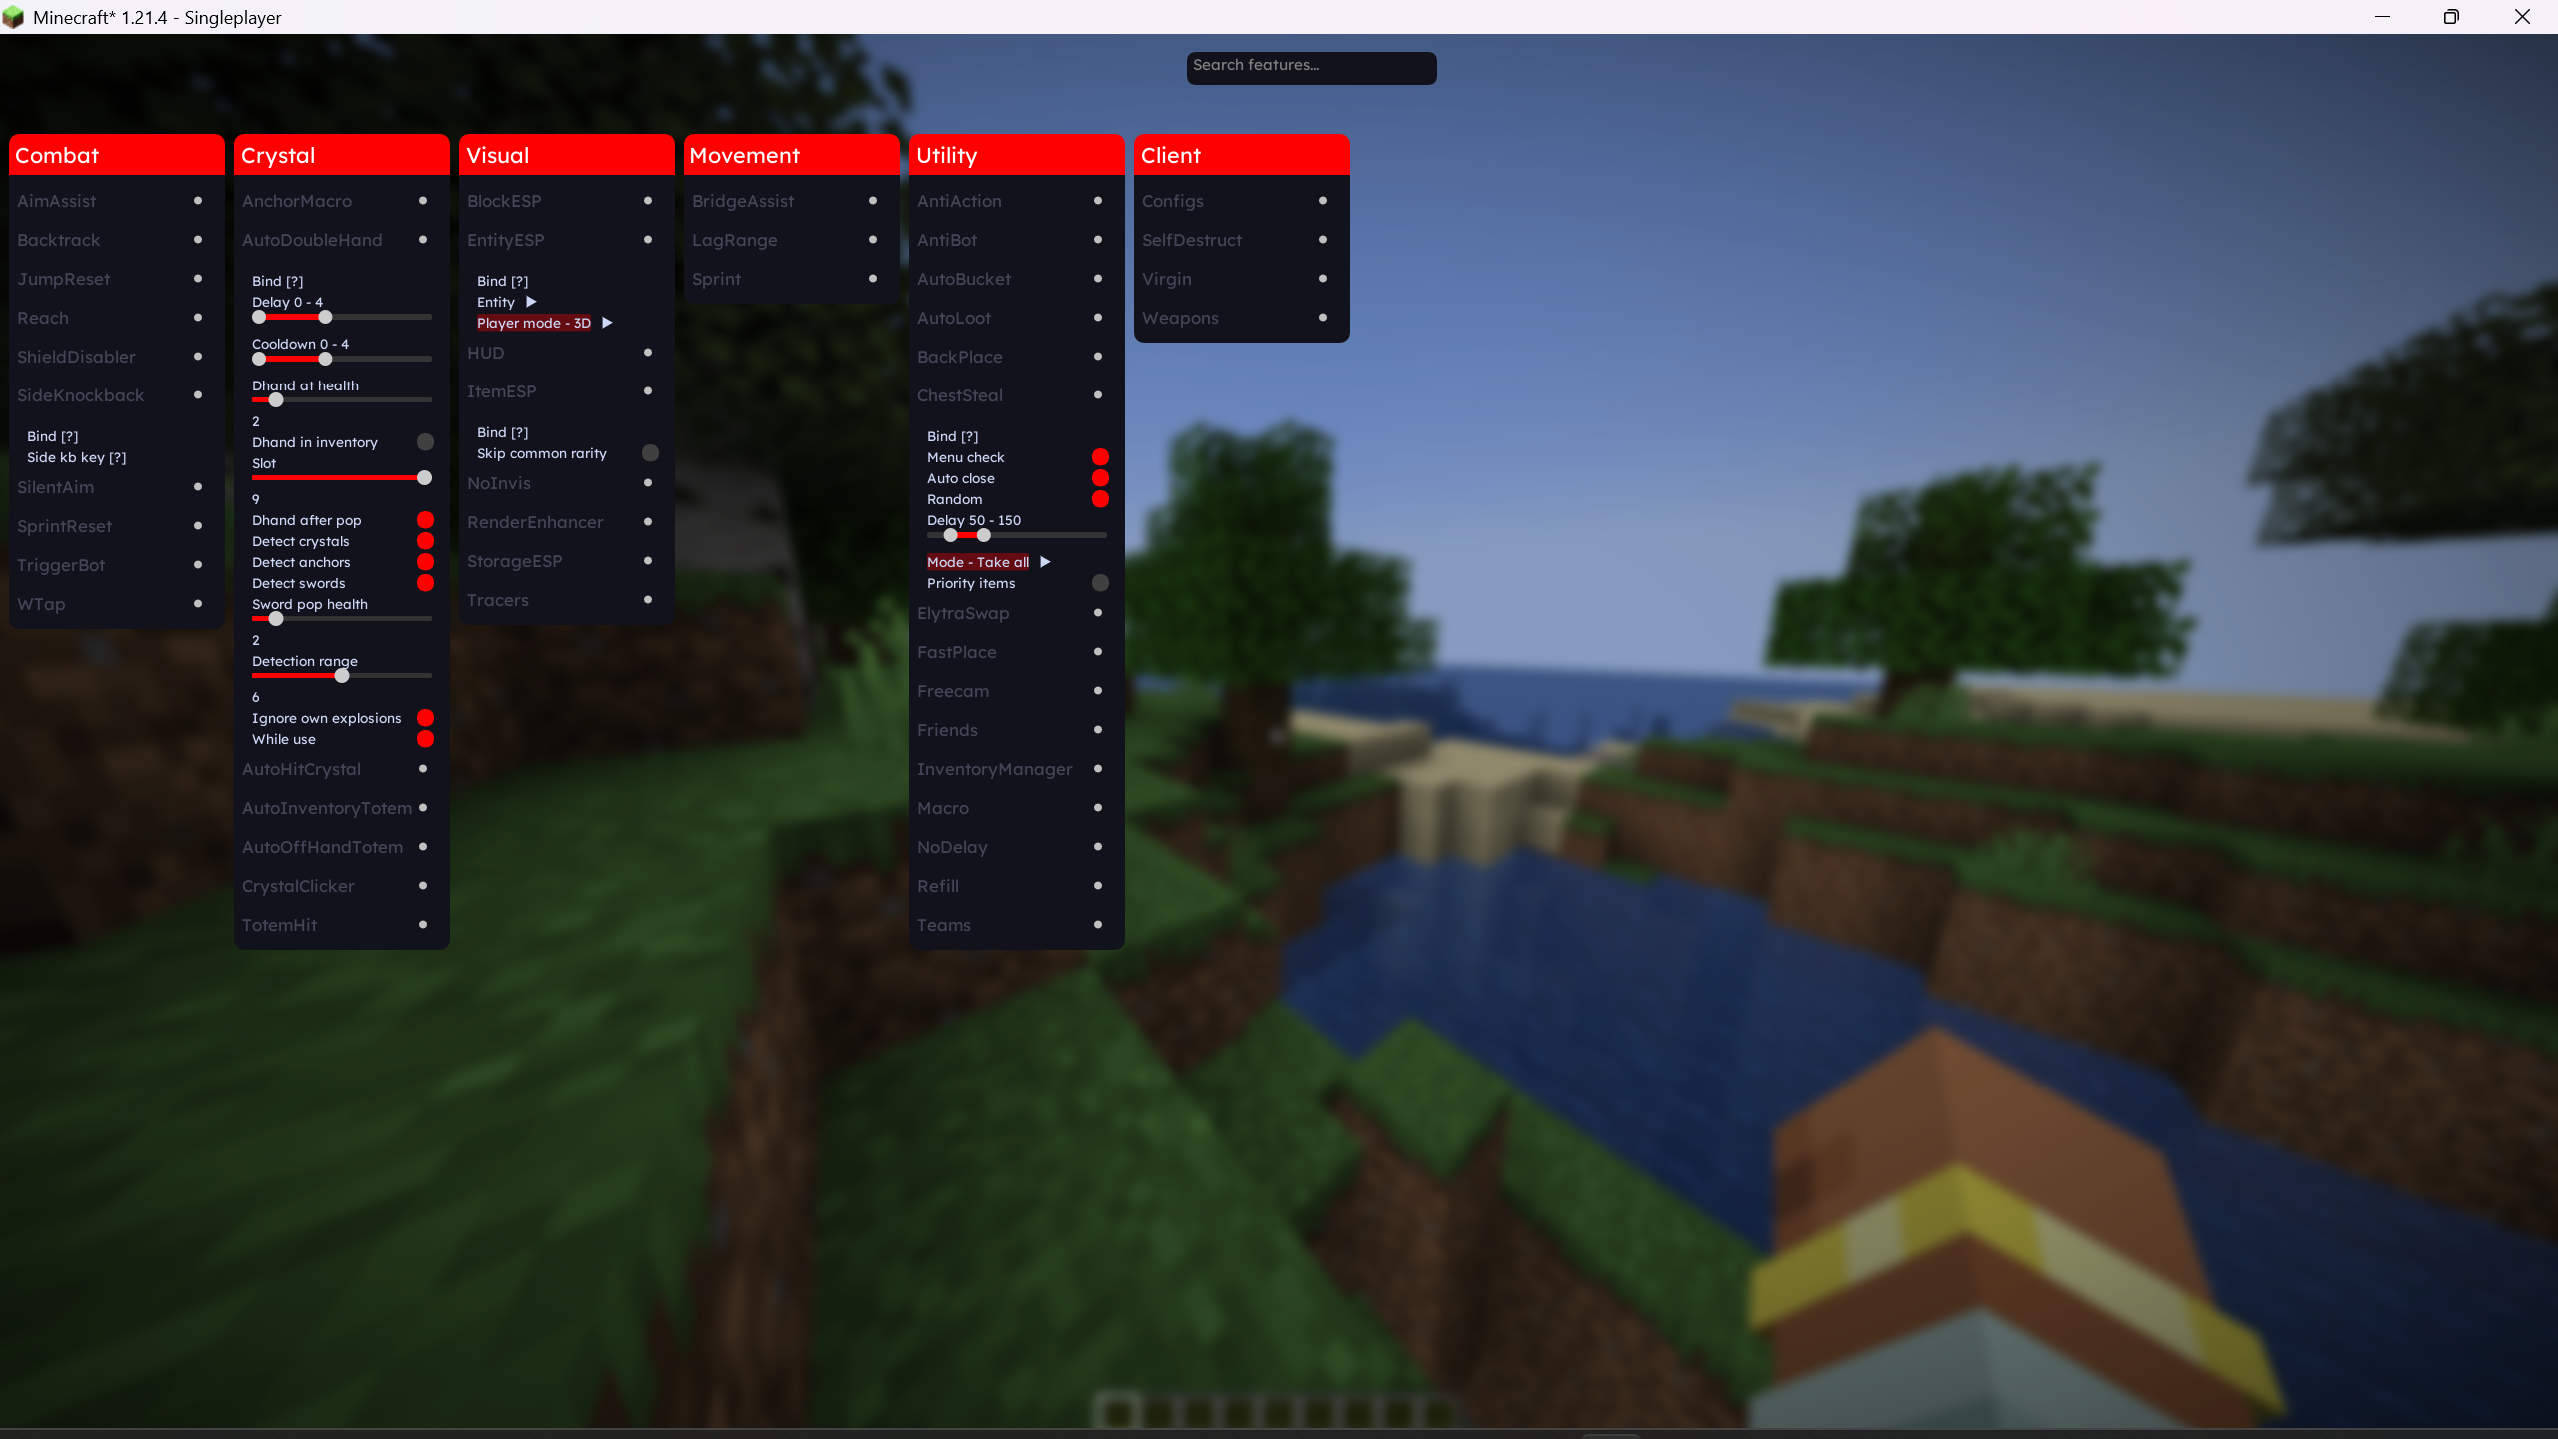 Minecraft* 1.21.4 - Singleplayer
Search features...
Combat
AimAssist
Backtrack
JumpReset
Reach
ShieldDisabler
SideKnockback
Bind [?]
Side kb key [?]
SilentAim
SprintReset
TriggerBot
WTap
Crystal
AnchorMacro
AutoDoubleHand
Bind [?]
Delay 0 - 4
Cooldown 0 - 4
Dhand at health
2
Dhand in inventory
Slot
9
Dhand after pop
Detect crystals
Detect anchors
Detect swords
Sword pop health
2
Detection range
6
Ignore own explosions
While use
AutoHitCrystal
AutoInventoryTotem
AutoOffHandTotem
CrystalClicker
TotemHit
Visual
BlockESP
EntityESP
Bind [?]
Entity
Player mode - 3D
HUD
ItemESP
Bind [?]
Skip common rarity
NoInvis
RenderEnhancer
StorageESP
Tracers
Movement
BridgeAssist
LagRange
Sprint
Utility
AntiAction
AntiBot
AutoBucket
AutoLoot
BackPlace
ChestSteal
Bind [?]
Menu check
Auto close
Random
Delay 50 - 150
Mode - Take all
Priority items
ElytraSwap
FastPlace
Freecam
Friends
InventoryManager
Macro
NoDelay
Refill
Teams
Client
Configs
SelfDestruct
Virgin
Weapons